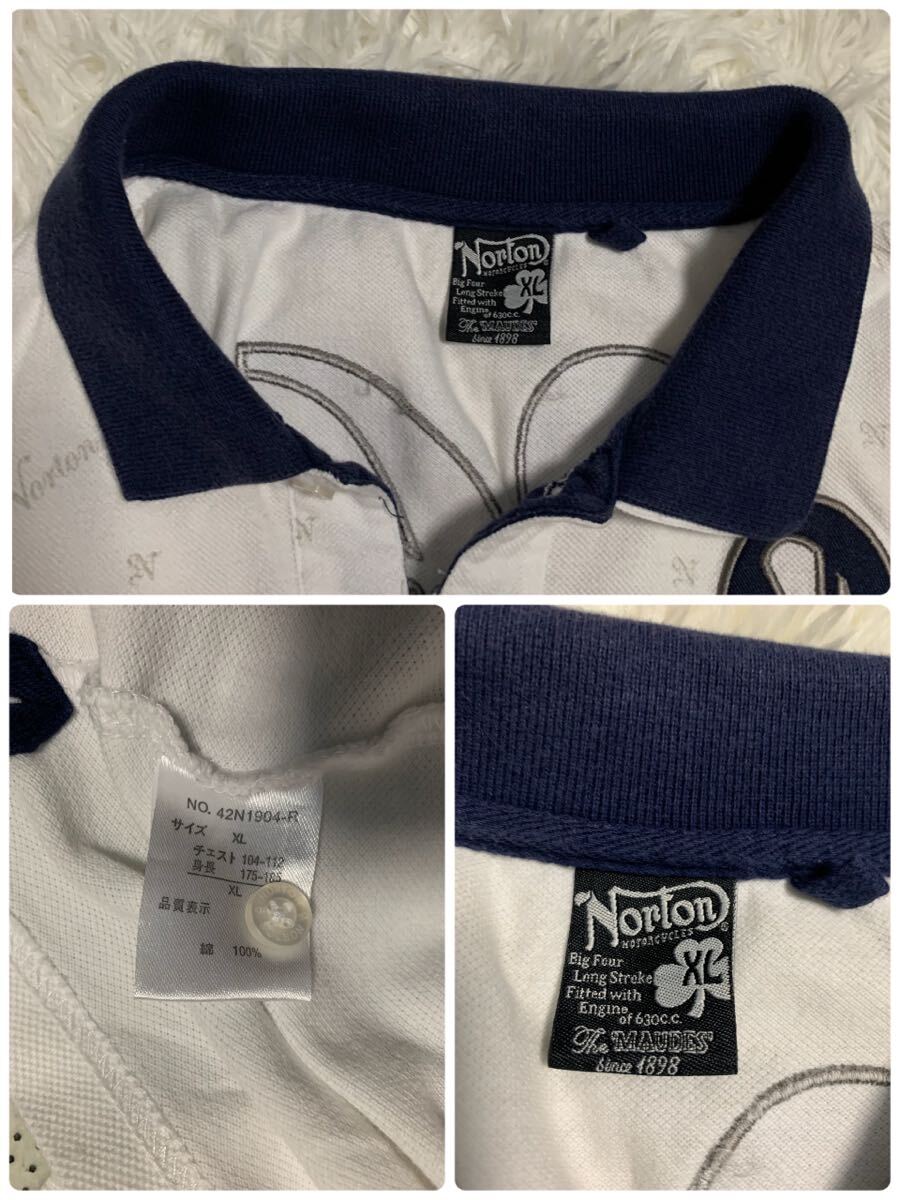 Norton®
MOTORCYCLES
Big Four
Long Stroke
Fitted with
Engine
of 630c.c.
XL
The MAUDES'
Since 1898
Norton
N
N
NO. 42N1904-R
サイズ XL
チェスト 104-112
身長 175-185
XL
品質表示
綿 100%
Norton®
MOTORCYCLES
Big Four
Long Stroke
Fitted with
Engine
of 630c.c.
XL
The MAUDES'
Since 1898